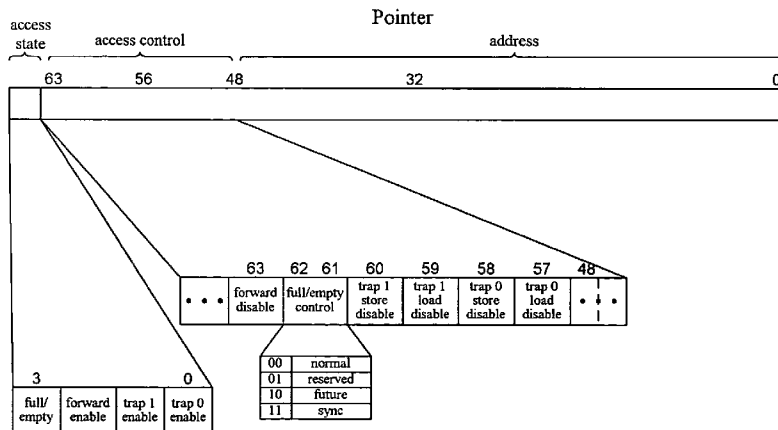 Pointer
access
state
access control
address
63 56 48 32 0
63 62 61 60 59 58 57 48
• • • forward disable full/empty control trap 1 store disable trap 1 load disable trap 0 store disable trap 0 load disable • • •
00 normal
01 reserved
10 future
11 sync
3 0
full/ empty forward enable trap 1 enable trap 0 enable